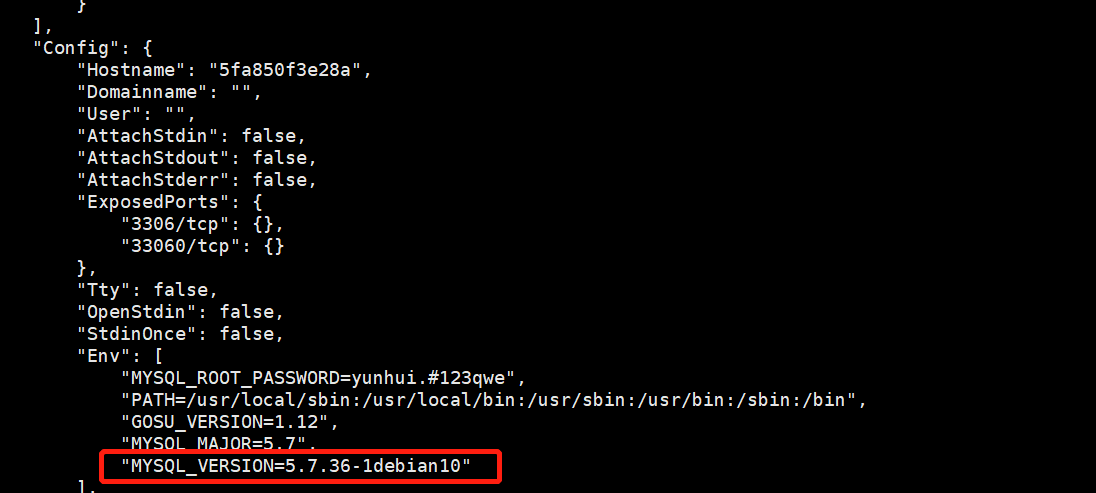 }
],
"Config": {
"Hostname": "5fa850f3e28a",
"Domainname": "",
"User": "",
"AttachStdin": false,
"AttachStdout": false,
"AttachStderr": false,
"ExposedPorts": {
"3306/tcp": {},
"33060/tcp": {}
},
"Tty": false,
"OpenStdin": false,
"StdinOnce": false,
"Env": [
"MYSQL_ROOT_PASSWORD=yunhui.#123qwe",
"PATH=/usr/local/sbin:/usr/local/bin:/usr/sbin:/usr/bin:/sbin:/bin",
"GOSU_VERSION=1.12",
"MYSQL_MAJOR=5.7",
"MYSQL_VERSION=5.7.36-1debian10"
],